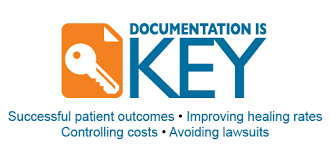 DOCUMENTATION IS
KEY
Successful patient outcomes • Improving healing rates
Controlling costs • Avoiding lawsuits